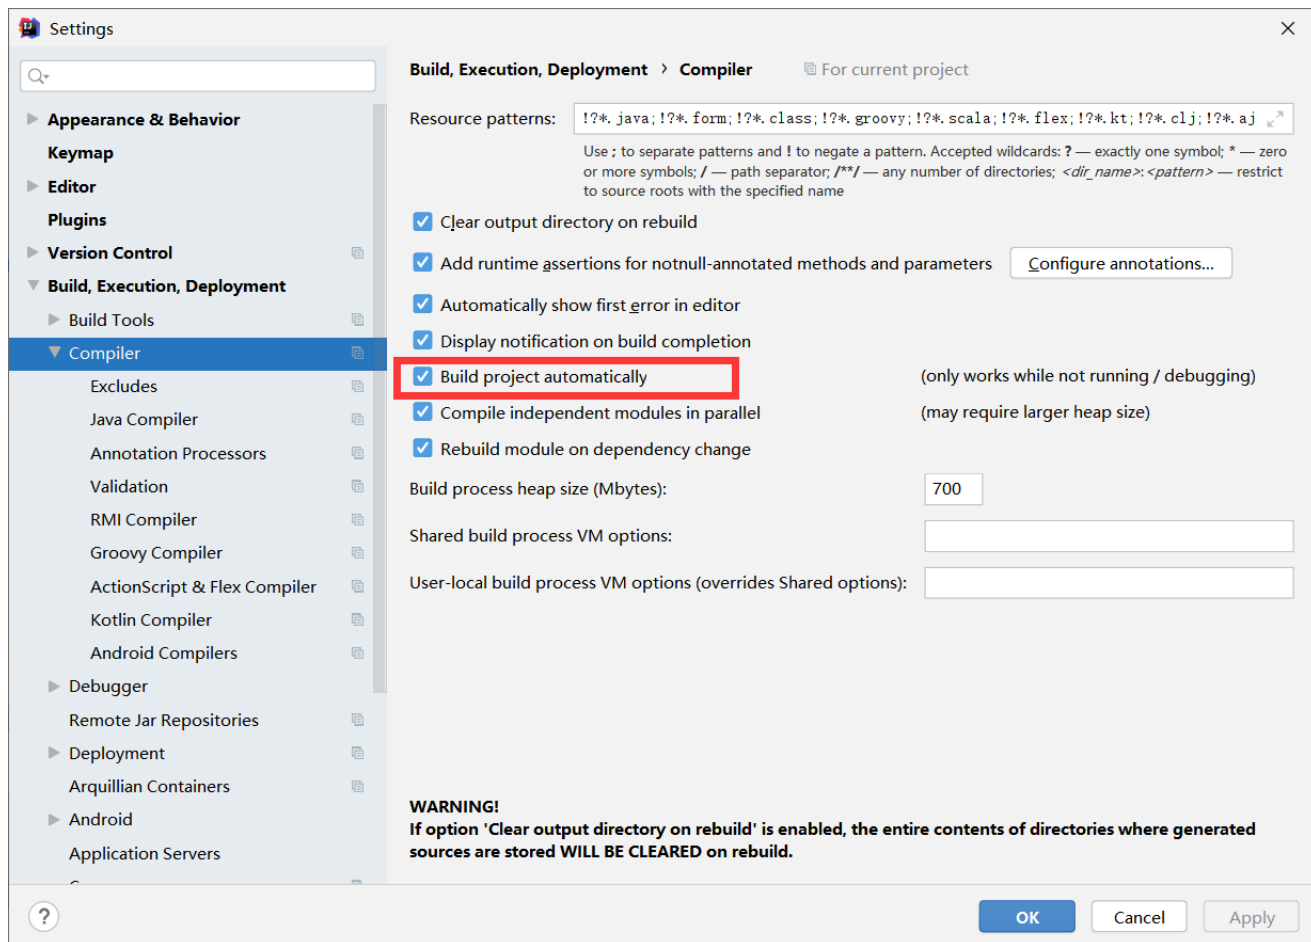 Settings
Appearance & Behavior
Keymap
Editor
Plugins
Version Control
Build, Execution, Deployment
Build Tools
Compiler
Excludes
Java Compiler
Annotation Processors
Validation
RMI Compiler
Groovy Compiler
ActionScript & Flex Compiler
Kotlin Compiler
Android Compilers
Debugger
Remote Jar Repositories
Deployment
Arquillian Containers
Android
Application Servers
Build, Execution, Deployment › Compiler For current project
Resource patterns: !?*.java;!?*.form;!?*.class;!?*.groovy;!?*.scala;!?*.flex;!?*.kt;!?*.clj;!?*.aj
Use ; to separate patterns and ! to negate a pattern. Accepted wildcards: ? — exactly one symbol; * — zero
or more symbols; / — path separator; /**/ — any number of directories; <dir_name>:<pattern> — restrict
to source roots with the specified name
Clear output directory on rebuild
Add runtime assertions for notnull-annotated methods and parameters Configure annotations...
Automatically show first error in editor
Display notification on build completion
Build project automatically (only works while not running / debugging)
Compile independent modules in parallel (may require larger heap size)
Rebuild module on dependency change
Build process heap size (Mbytes): 700
Shared build process VM options:
User-local build process VM options (overrides Shared options):
WARNING!
If option 'Clear output directory on rebuild' is enabled, the entire contents of directories where generated
sources are stored WILL BE CLEARED on rebuild.
? OK Cancel Apply